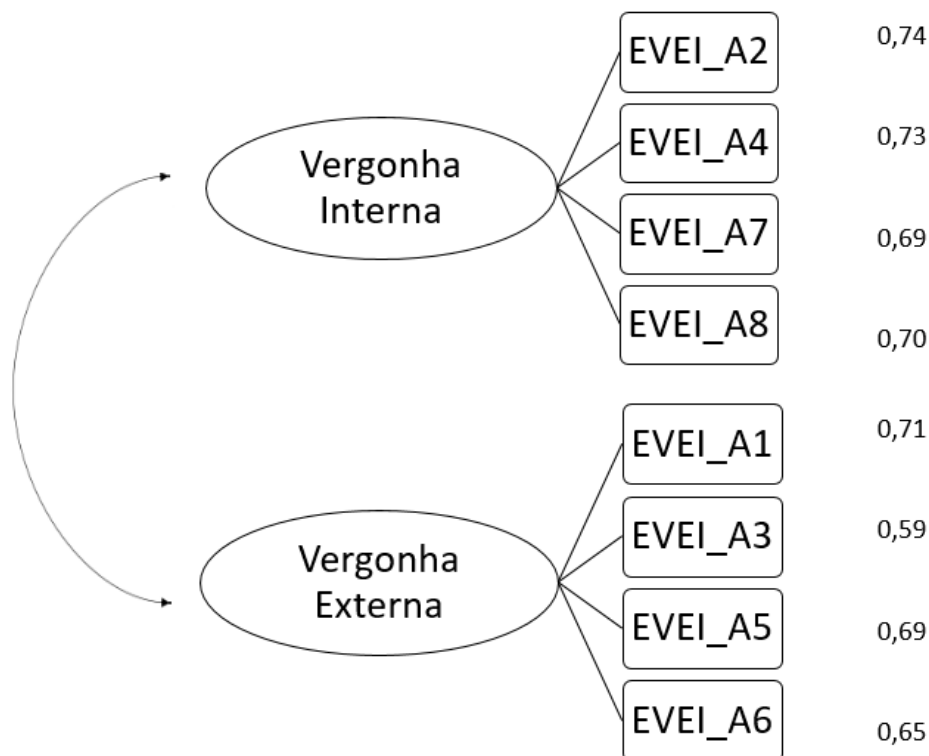 EVEI_A2 0,74
Vergonha
Interna
EVEI_A4 0,73
EVEI_A7 0,69
EVEI_A8 0,70
EVEI_A1 0,71
Vergonha
Externa
EVEI_A3 0,59
EVEI_A5 0,69
EVEI_A6 0,65